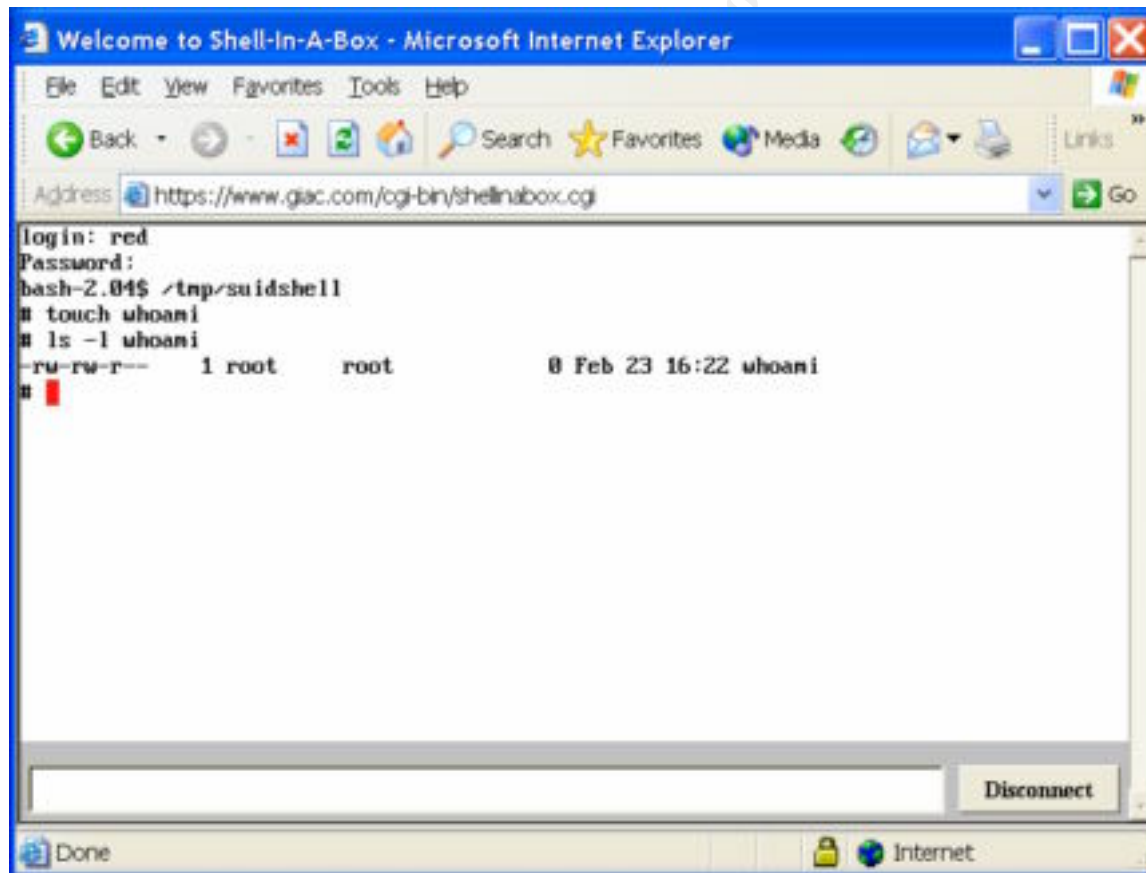 Welcome to Shell-In-A-Box - Microsoft Internet Explorer
File Edit View Favorites Tools Help
Back Search Favorites Media Links »
Address https://www.giac.com/cgi-bin/shellinabox.cgi Go
login: red
Password:
bash-2.04$ /tmp/suidshell
# touch whoami
# ls -l whoami
-rw-rw-r-- 1 root root 0 Feb 23 16:22 whoami
#
Disconnect
Done Internet